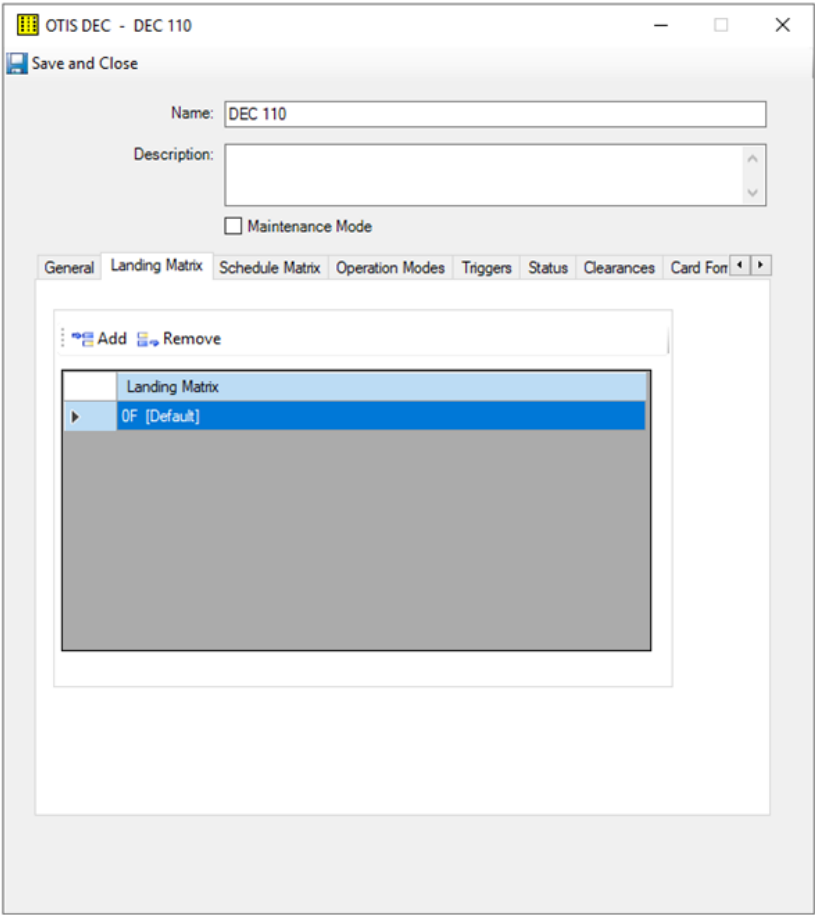 OTIS DEC - DEC 110
Save and Close
Name: DEC 110
Description:
Maintenance Mode
General Landing Matrix Schedule Matrix Operation Modes Triggers Status Clearances Card Forr
Add Remove
Landing Matrix
0F [Default]